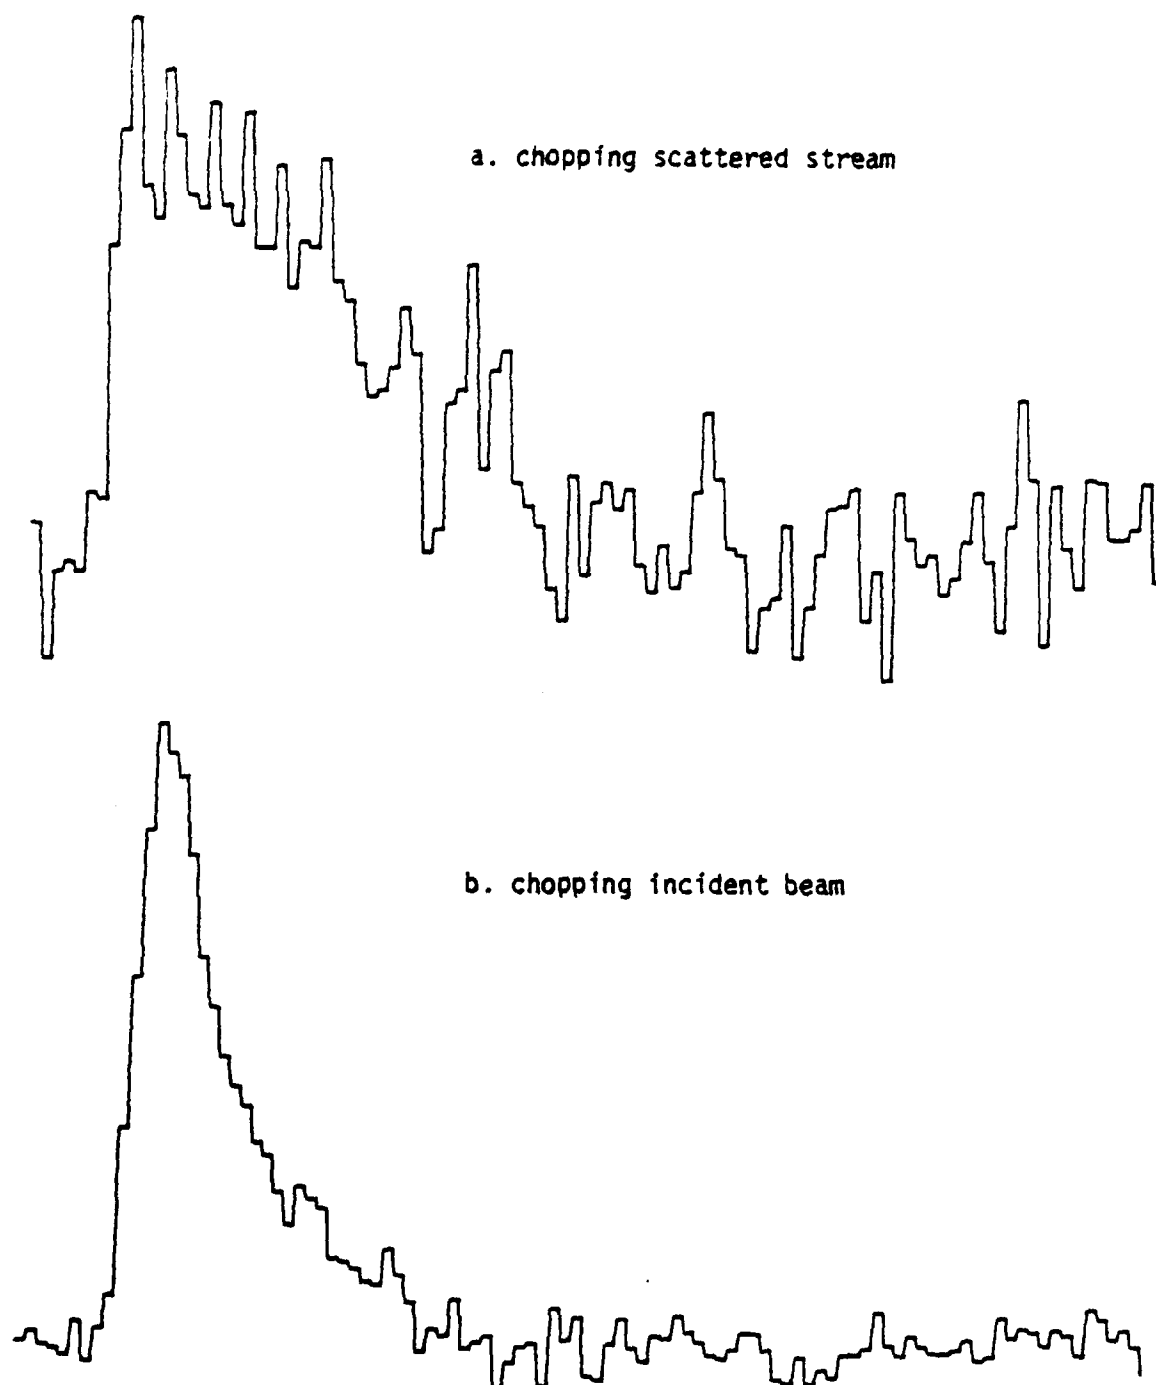 a. chopping scattered stream
b. chopping incident beam